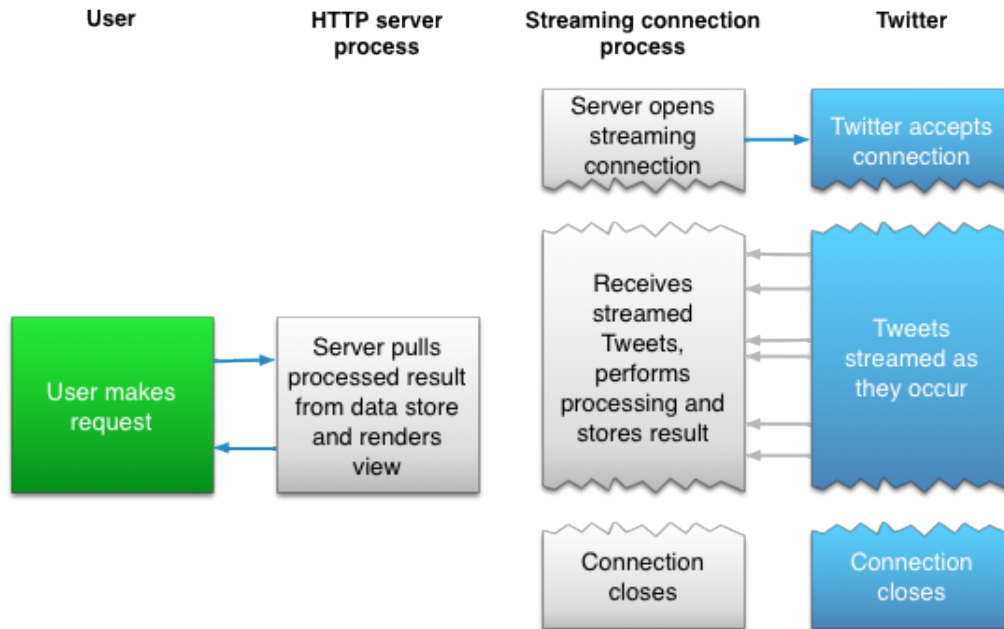 User
HTTP server
process
Streaming connection
process
Twitter
Server opens
streaming
connection
Twitter accepts
connection
User makes
request
Server pulls
processed result
from data store
and renders
view
Receives
streamed
Tweets,
performs
processing and
stores result
Tweets
streamed as
they occur
Connection
closes
Connection
closes